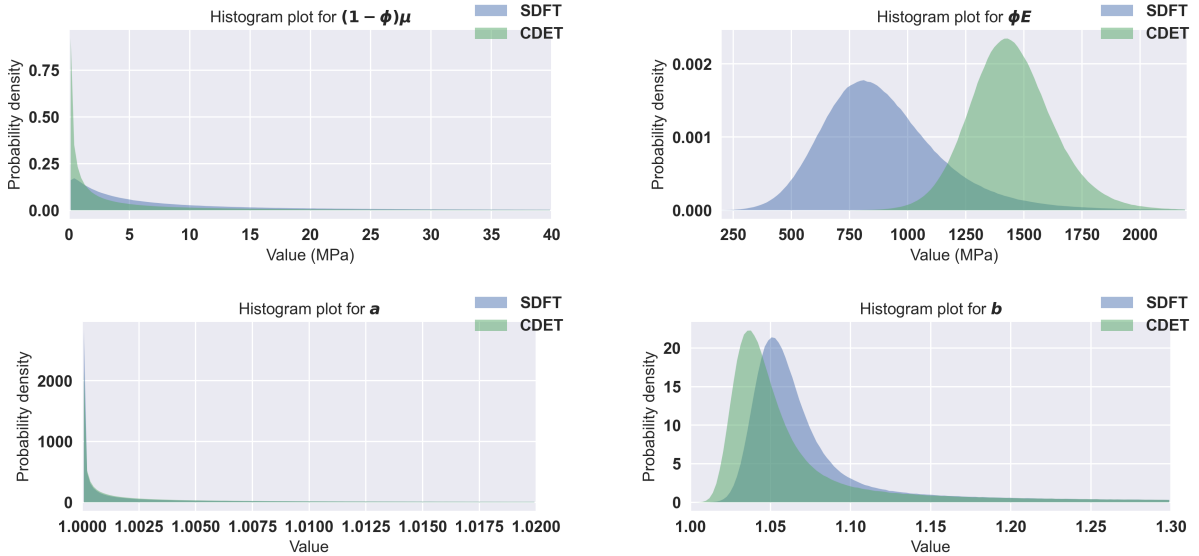 Histogram plot for (1 − ϕ)μ
SDFT
CDET
Probability density
0.75
0.50
0.25
0.00
0 5 10 15 20 25 30 35 40
Value (MPa)
Histogram plot for ϕE
SDFT
CDET
Probability density
0.002
0.001
0.000
250 500 750 1000 1250 1500 1750 2000
Value (MPa)
Histogram plot for a
SDFT
CDET
Probability density
2000
1000
0
1.0000 1.0025 1.0050 1.0075 1.0100 1.0125 1.0150 1.0175 1.0200
Value
Histogram plot for b
SDFT
CDET
Probability density
20
15
10
5
0
1.00 1.05 1.10 1.15 1.20 1.25 1.30
Value